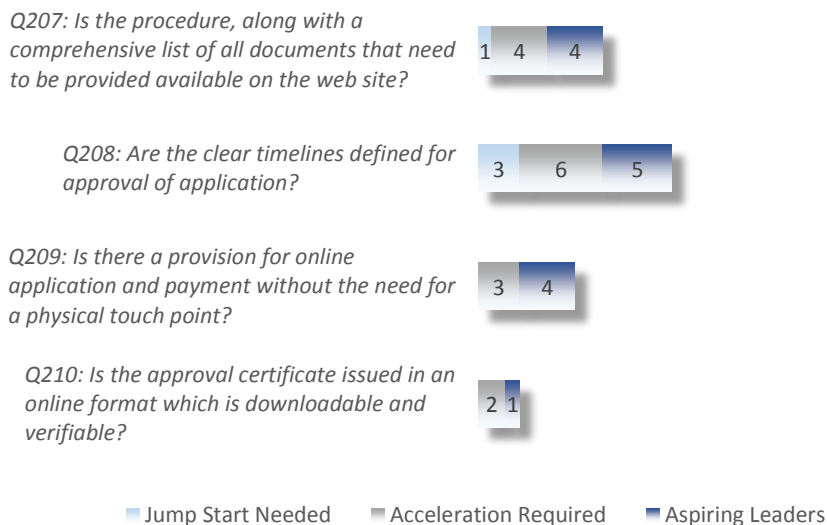 Q207: Is the procedure, along with a
comprehensive list of all documents that need
to be provided available on the web site?
1 4 4
Q208: Are the clear timelines defined for
approval of application?
3 6 5
Q209: Is there a provision for online
application and payment without the need for
a physical touch point?
3 4
Q210: Is the approval certificate issued in an
online format which is downloadable and
verifiable?
2 1
Jump Start Needed Acceleration Required Aspiring Leaders